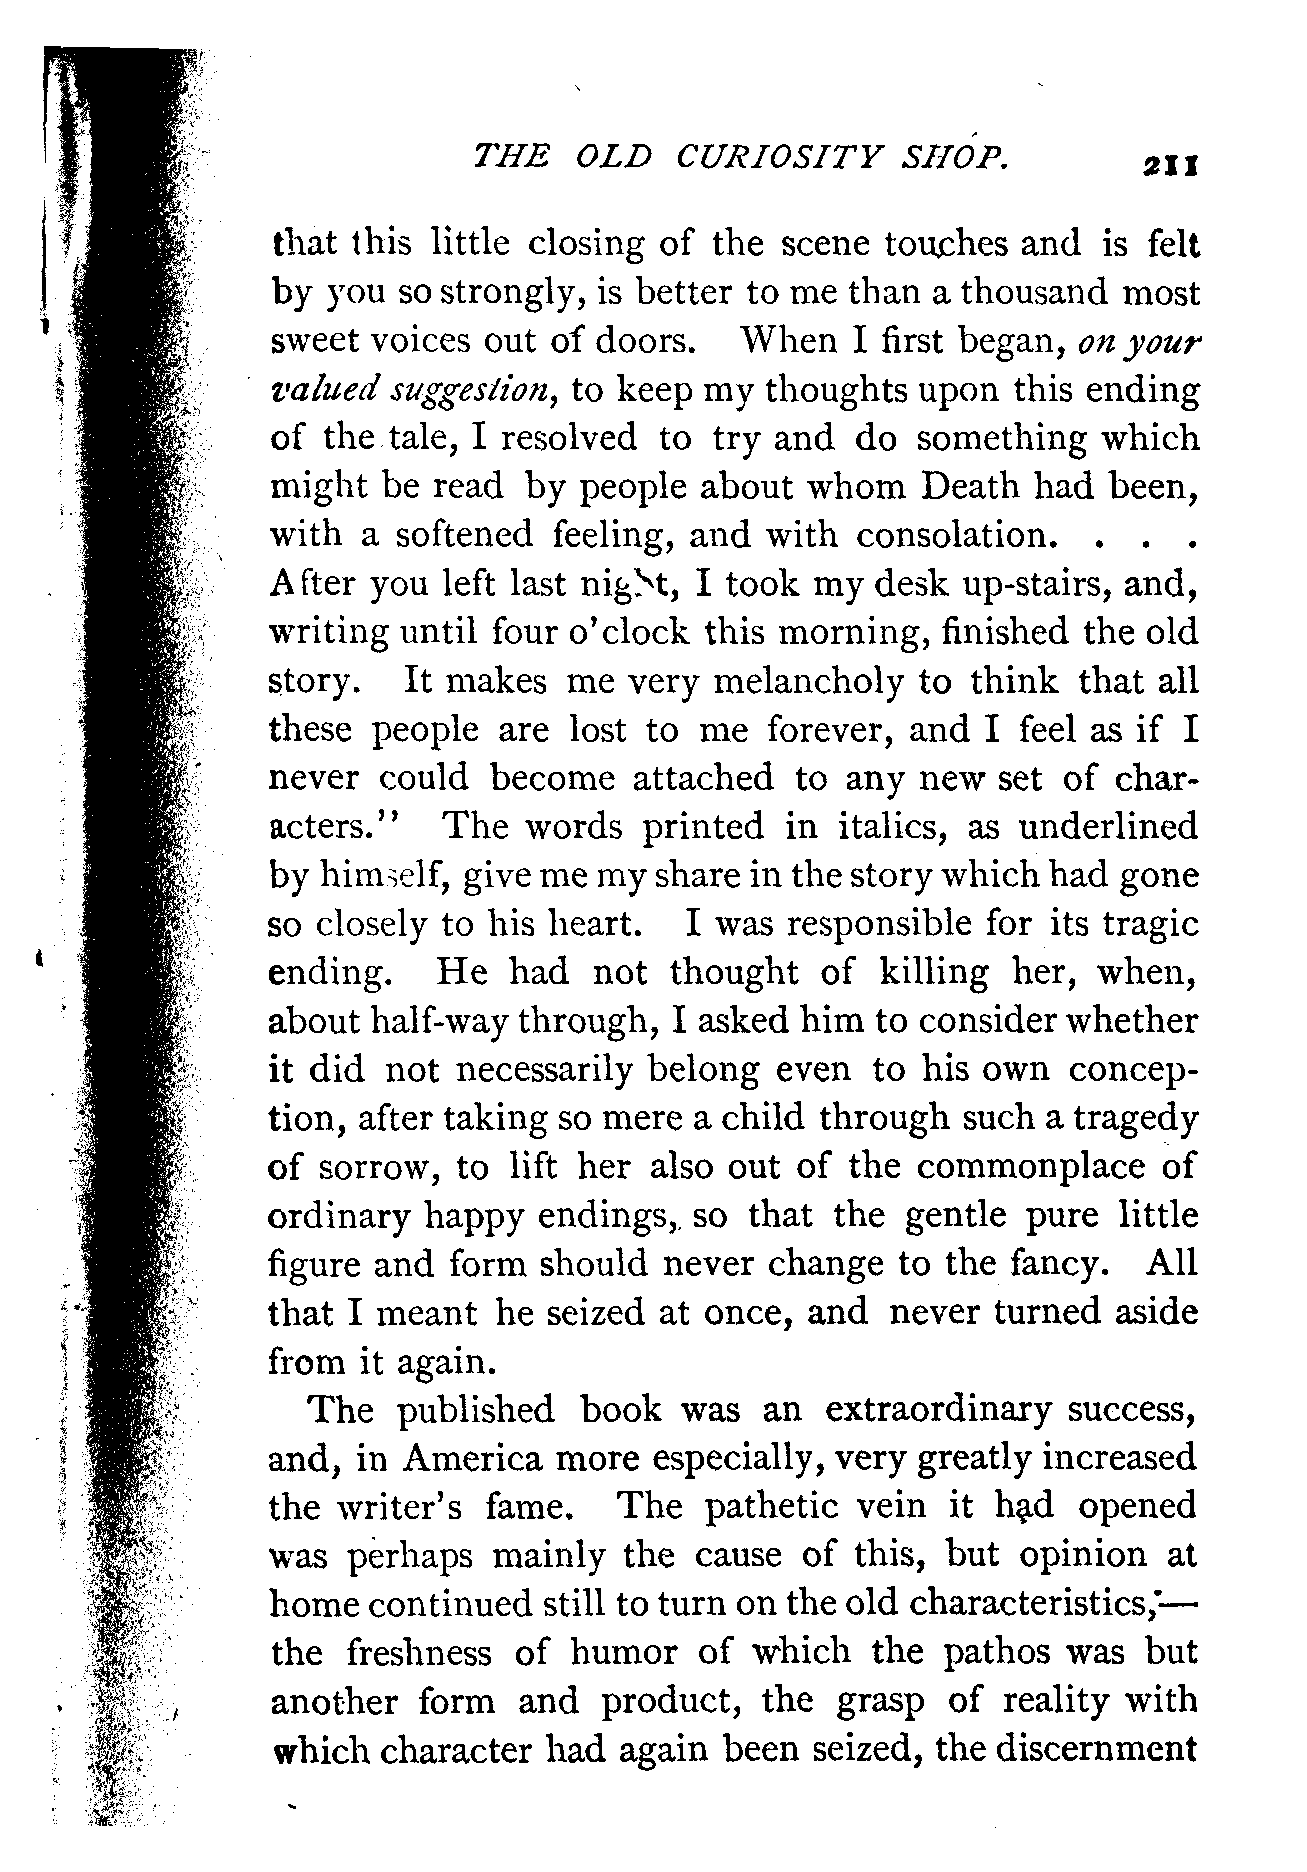 THE OLD CURIOSITY SHOP. 211
that this little closing of the scene touches and is felt
by you so strongly, is better to me than a thousand most
sweet voices out of doors. When I first began, on your
valued suggestion, to keep my thoughts upon this ending
of the tale, I resolved to try and do something which
might be read by people about whom Death had been,
with a softened feeling, and with consolation. . . .
After you left last night, I took my desk up-stairs, and,
writing until four o'clock this morning, finished the old
story. It makes me very melancholy to think that all
these people are lost to me forever, and I feel as if I
never could become attached to any new set of char-
acters." The words printed in italics, as underlined
by himself, give me my share in the story which had gone
so closely to his heart. I was responsible for its tragic
ending. He had not thought of killing her, when,
about half-way through, I asked him to consider whether
it did not necessarily belong even to his own concep-
tion, after taking so mere a child through such a tragedy
of sorrow, to lift her also out of the commonplace of
ordinary happy endings, so that the gentle pure little
figure and form should never change to the fancy. All
that I meant he seized at once, and never turned aside
from it again.
The published book was an extraordinary success,
and, in America more especially, very greatly increased
the writer's fame. The pathetic vein it had opened
was perhaps mainly the cause of this, but opinion at
home continued still to turn on the old characteristics,—
the freshness of humor of which the pathos was but
another form and product, the grasp of reality with
which character had again been seized, the discernment